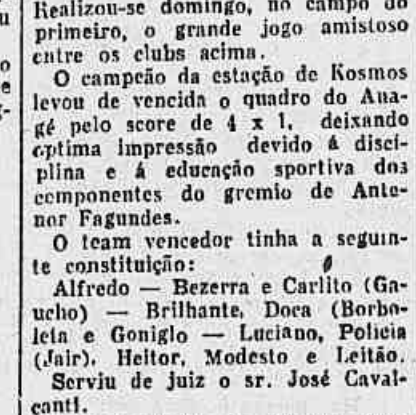 Realizou-se domingo, no campo do
primeiro, o grande jogo amistoso
entre os clubs acima.
O campeão da estação de Kosmos
levou de vencida o quadro do Ana-
gé pelo score de 4 x 1, deixando
optima impressão devido á disci-
plina e á educação sportiva dos
componentes do gremio de Ante-
nor Fagundes.
O team vencedor tinha a seguin-
te constituição:
Alfredo — Bezerra e Carlito (Ga-
ucho) — Brilhante, Doca (Borbo-
leta e Goniglo — Luciano, Policia
(Jair), Heitor, Modesto e Leitão.
Serviu de juiz o sr. José Caval-
canti.